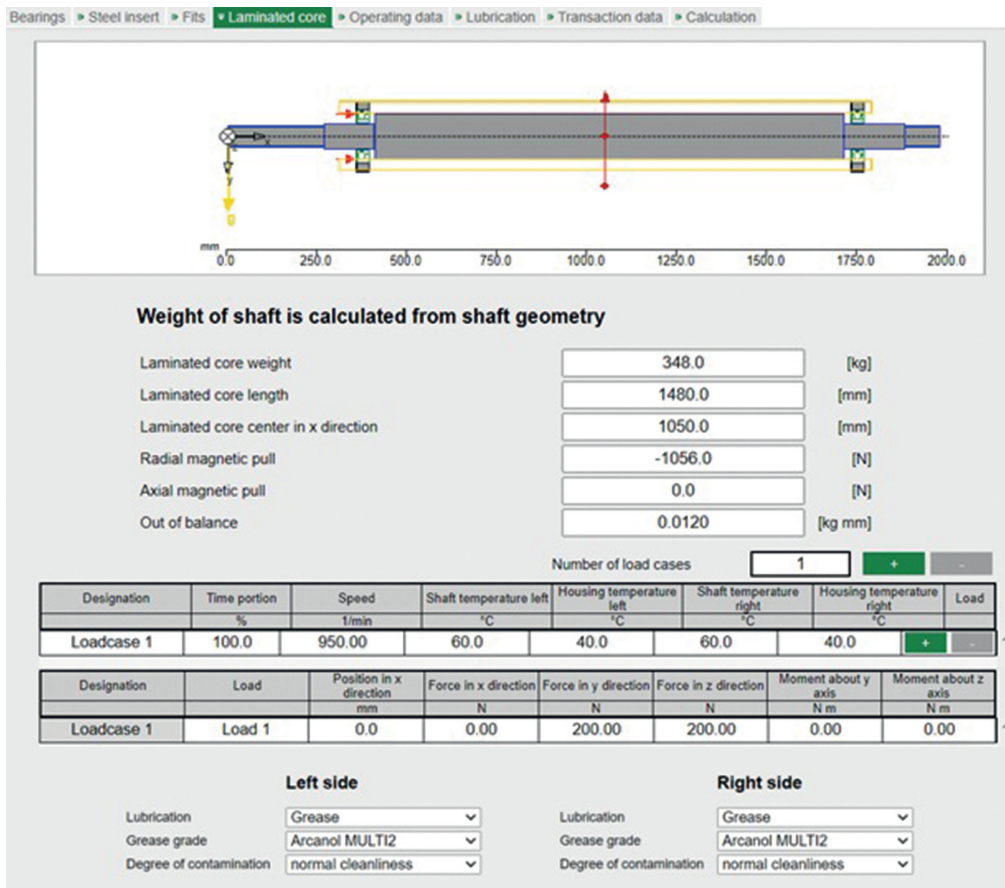 Bearings » Steel insert » Fits » Laminated core » Operating data » Lubrication » Transaction data » Calculation
x
y
g
mm
0.0 250.0 500.0 750.0 1000.0 1250.0 1500.0 1750.0 2000.0
Weight of shaft is calculated from shaft geometry
Laminated core weight 348.0 [kg]
Laminated core length 1480.0 [mm]
Laminated core center in x direction 1050.0 [mm]
Radial magnetic pull -1056.0 [N]
Axial magnetic pull 0.0 [N]
Out of balance 0.0120 [kg mm]
Number of load cases 1 + -
Designation Time portion Speed Shaft temperature left Housing temperature left Shaft temperature right Housing temperature right Load
% 1/min °C °C °C °C
Loadcase 1 100.0 950.00 60.0 40.0 60.0 40.0 + -
Designation Load Position in x direction Force in x direction Force in y direction Force in z direction Moment about y axis Moment about z axis
mm N N N N m N m
Loadcase 1 Load 1 0.0 0.00 200.00 200.00 0.00 0.00
Left side Right side
Lubrication Grease Lubrication Grease
Grease grade Arcanol MULTI2 Grease grade Arcanol MULTI2
Degree of contamination normal cleanliness Degree of contamination normal cleanliness